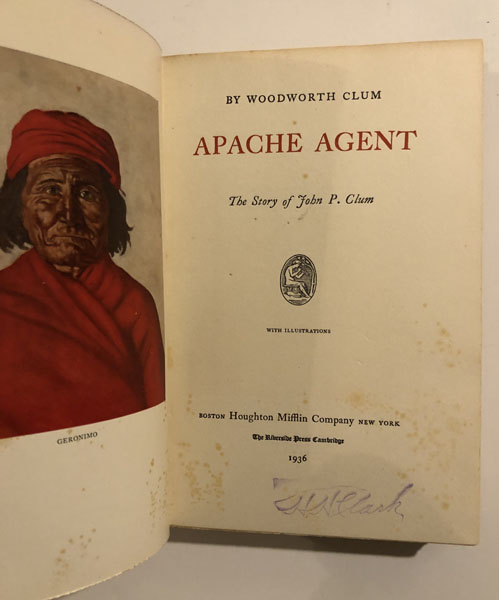 GERONIMO
BY WOODWORTH CLUM
APACHE AGENT
The Story of John P. Clum
WITH ILLUSTRATIONS
BOSTON Houghton Mifflin Company NEW YORK
The Riverside Press Cambridge
1936
Clark